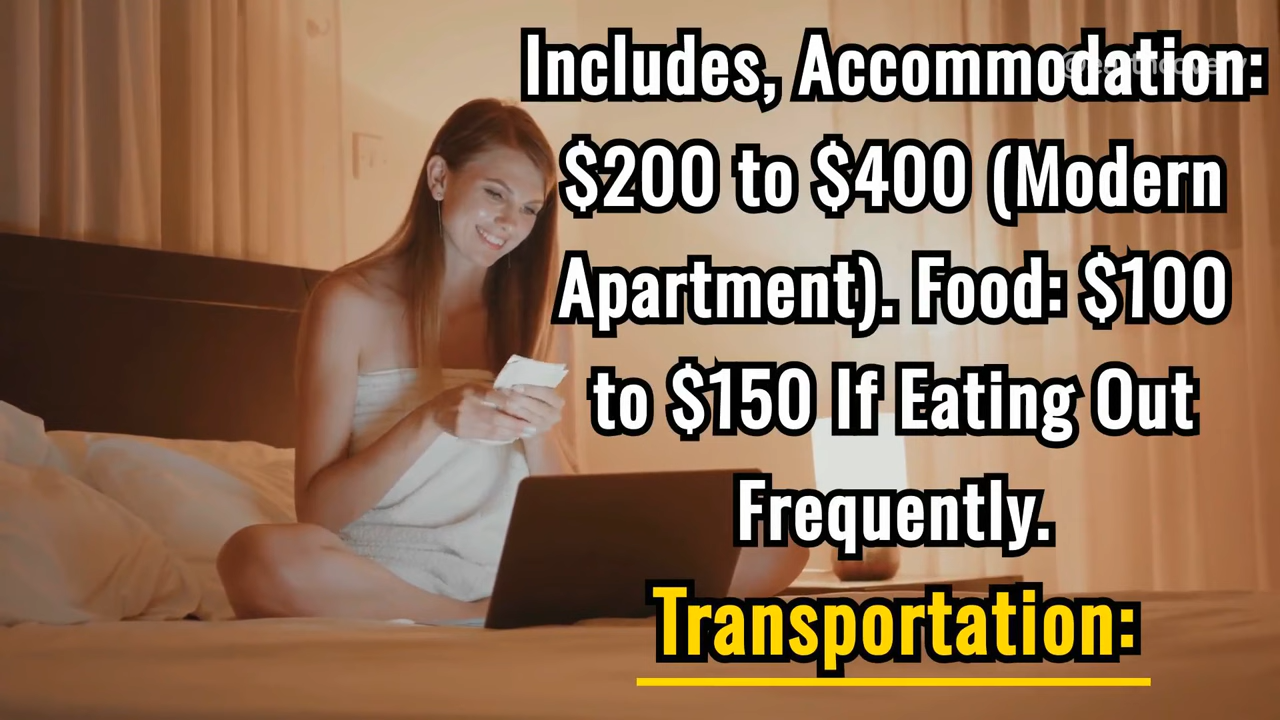 Includes, Accommodation:
$200 to $400 (Modern
Apartment). Food: $100
to $150 If Eating Out
Frequently.
Transportation: